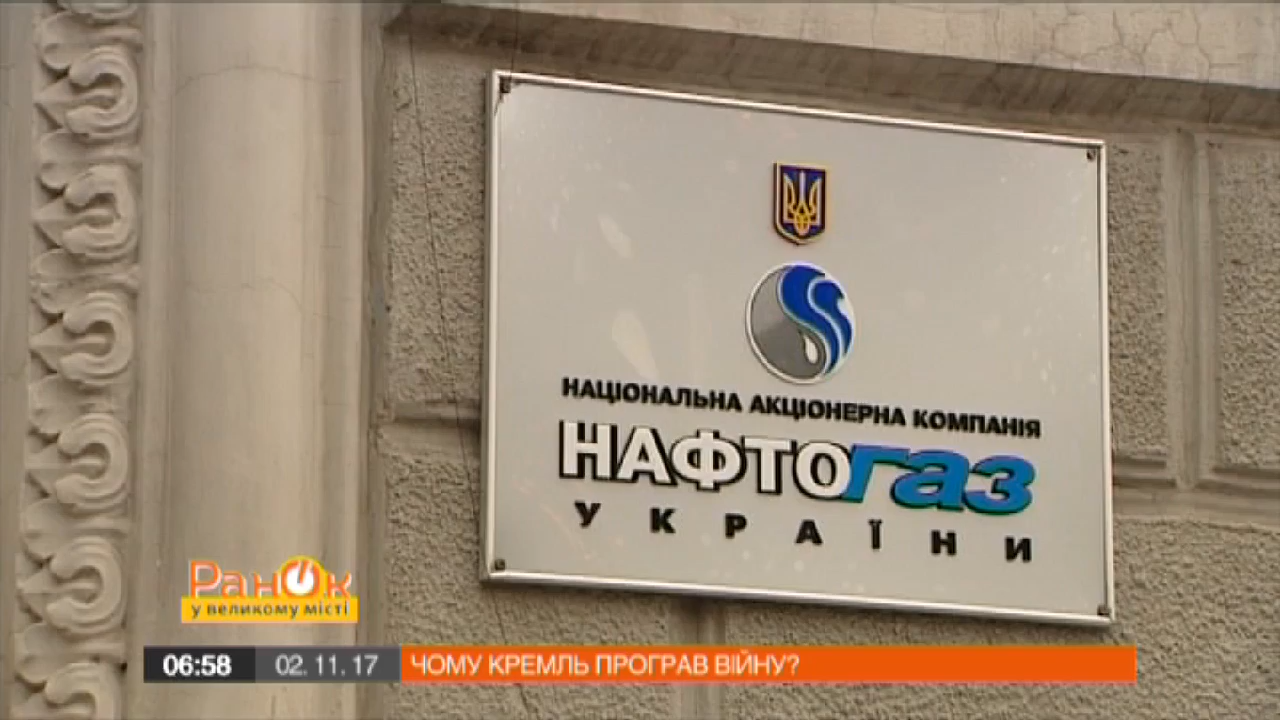 НАЦІОНАЛЬНА АКЦІОНЕРНА КОМПАНІЯ
НАФТОГАЗ
УКРАЇНИ
РанОк
у великому місті
06:58 02.11.17 ЧОМУ КРЕМЛЬ ПРОГРАВ ВІЙНУ?